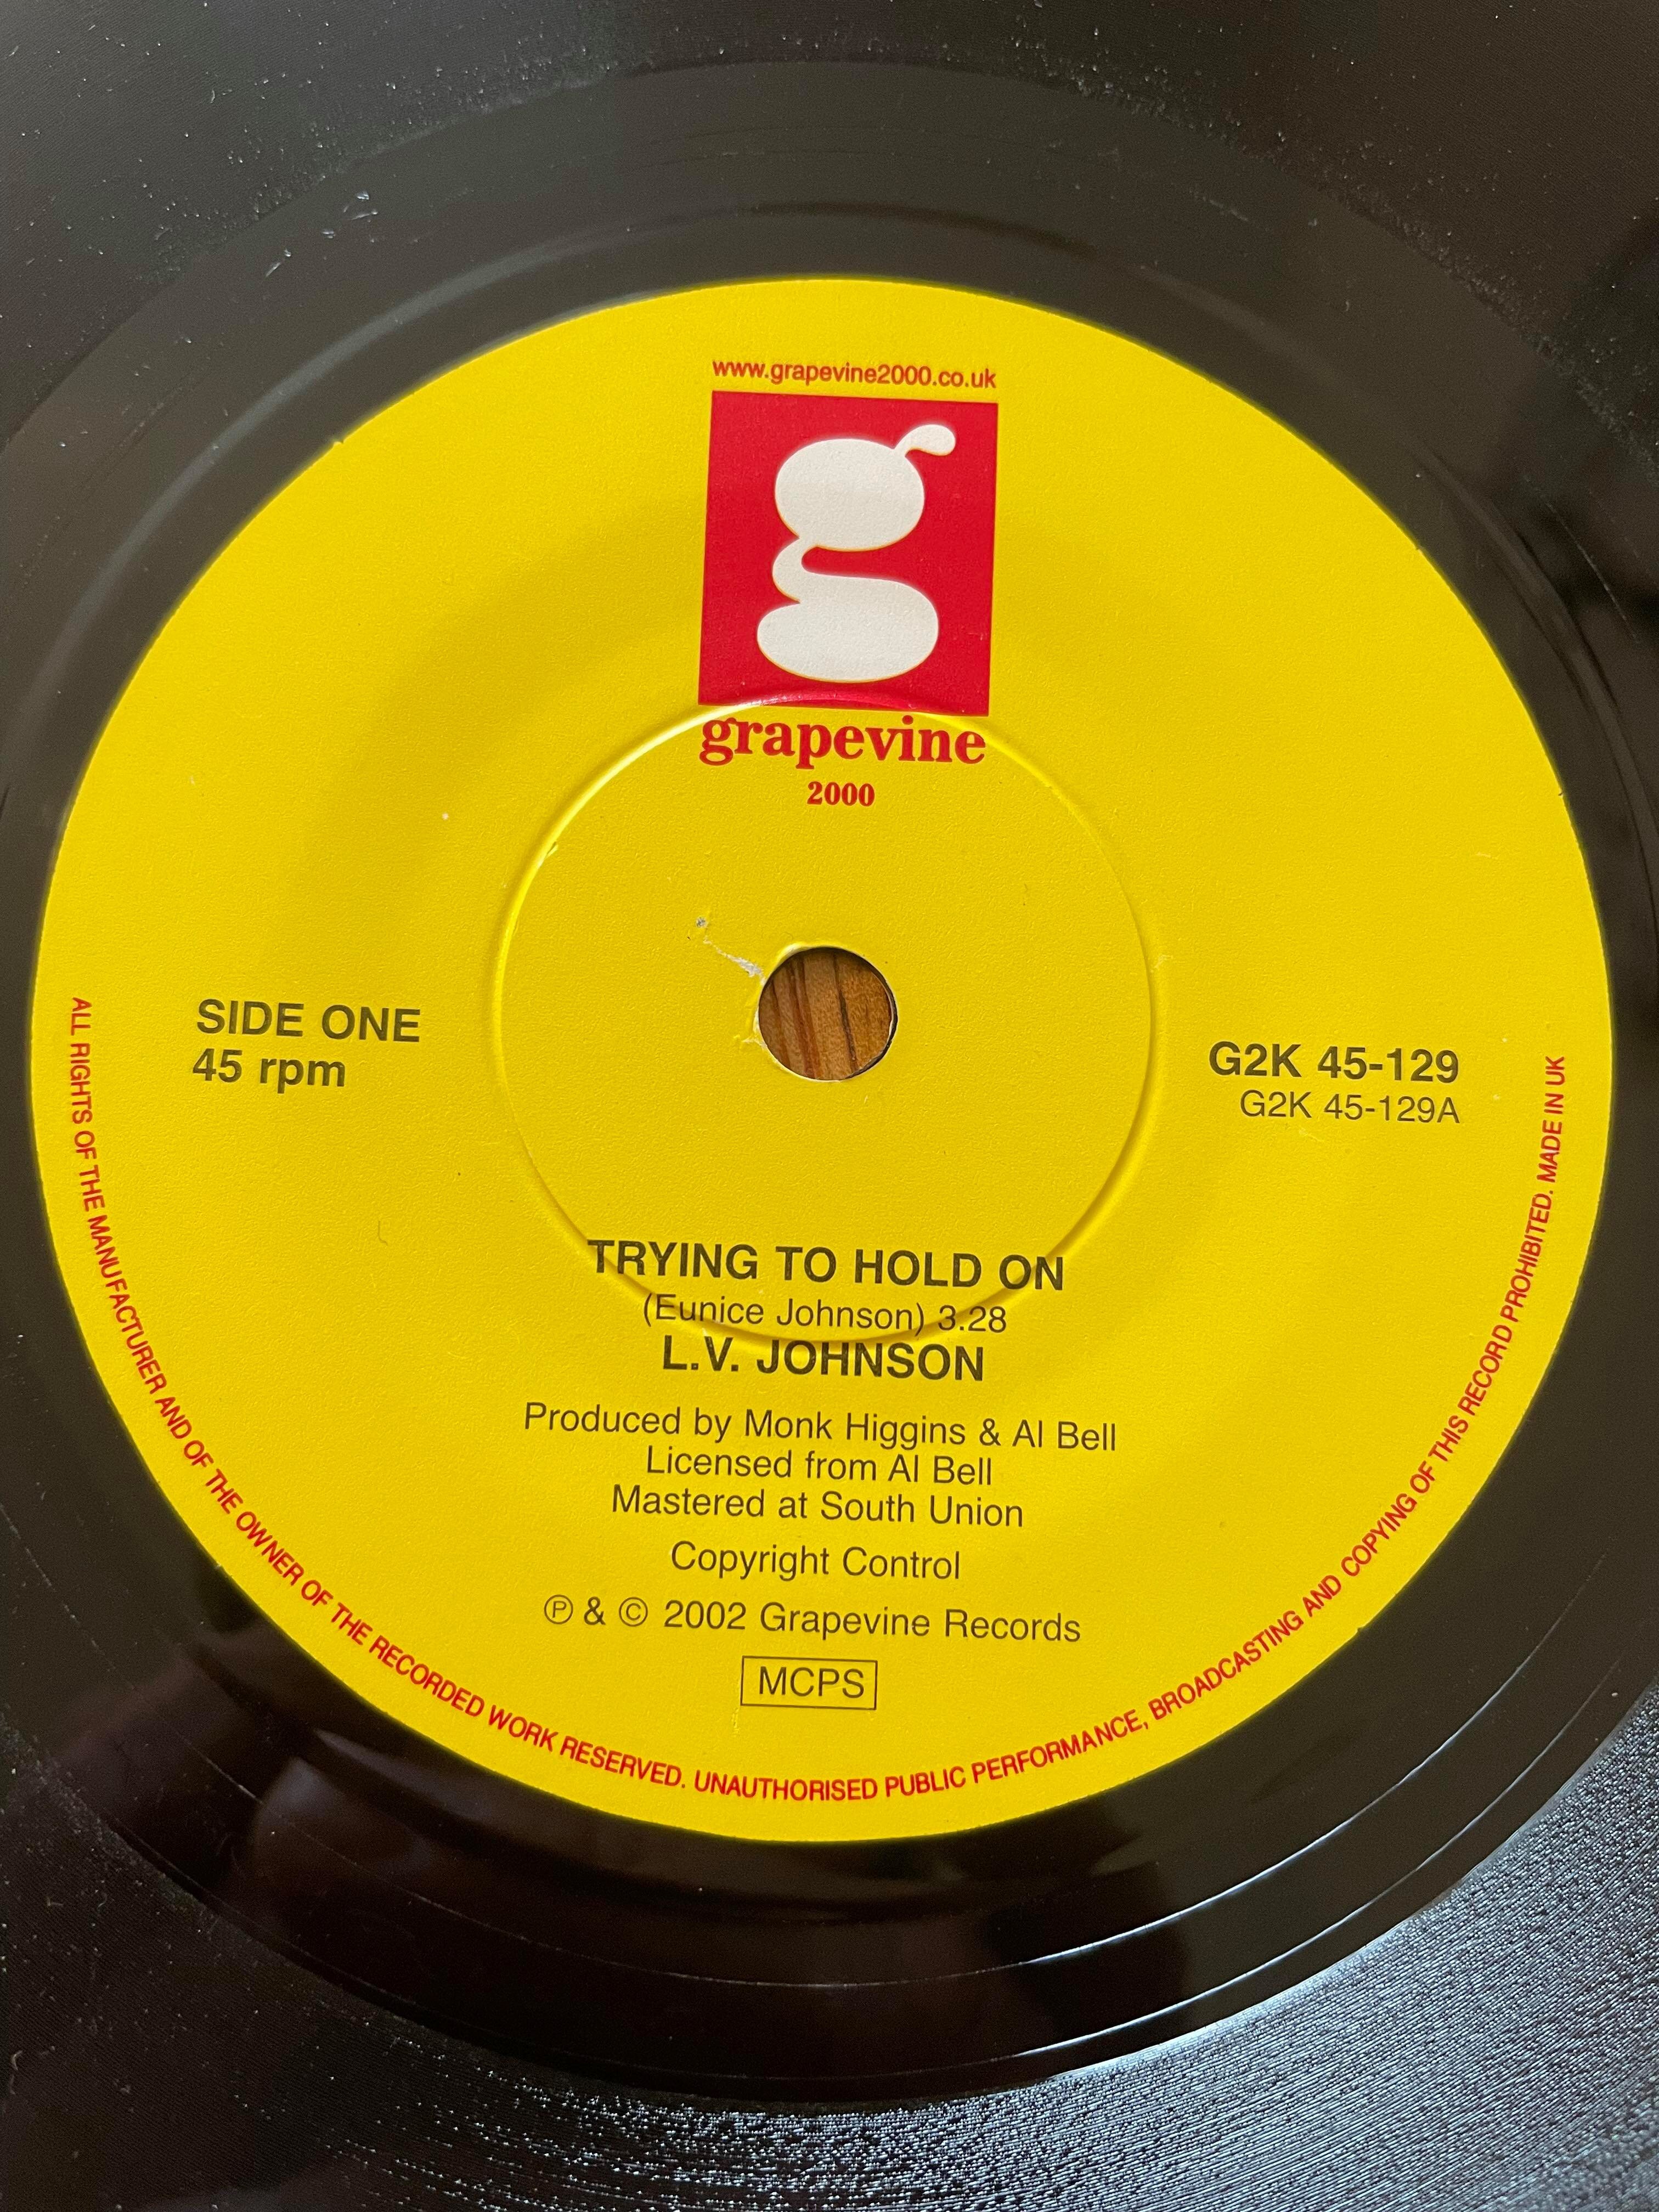 www.grapevine2000.co.uk
g
grapevine
2000
SIDE ONE
45 rpm
G2K 45-129
G2K 45-129A
TRYING TO HOLD ON
(Eunice Johnson) 3.28
L.V. JOHNSON
Produced by Monk Higgins & Al Bell
Licensed from Al Bell
Mastered at South Union
Copyright Control
℗ & © 2002 Grapevine Records
MCPS
ALL RIGHTS OF THE MANUFACTURER AND OF THE OWNER OF THE RECORDED WORK RESERVED. UNAUTHORISED PUBLIC PERFORMANCE, BROADCASTING AND COPYING OF THIS RECORD PROHIBITED. MADE IN UK